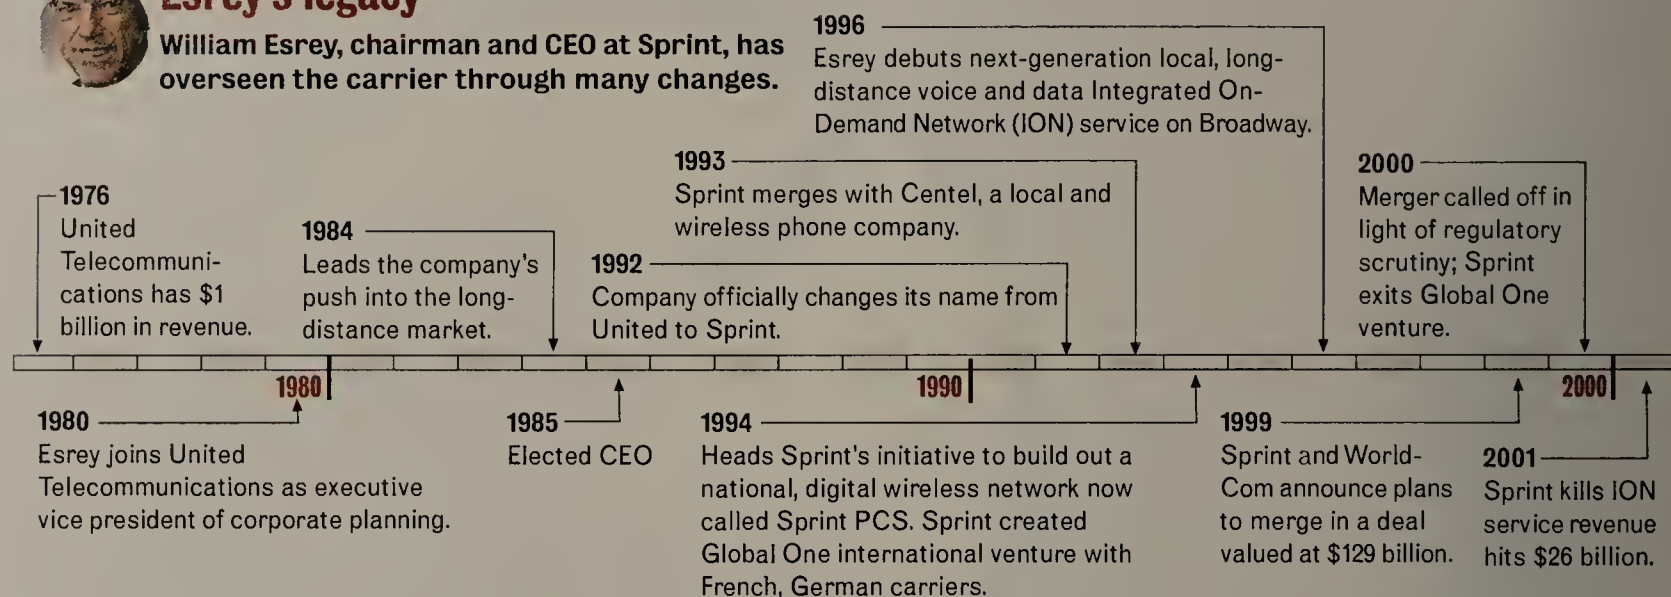 Esrey's legacy
William Esrey, chairman and CEO at Sprint, has
overseen the carrier through many changes.
1976
United
Telecommuni-
cations has $1
billion in revenue.
1980
Esrey joins United
Telecommunications as executive
vice president of corporate planning.
1984
Leads the company's
push into the long-
distance market.
1985
Elected CEO
1992
Company officially changes its name from
United to Sprint.
1993
Sprint merges with Centel, a local and
wireless phone company.
1994
Heads Sprint's initiative to build out a
national, digital wireless network now
called Sprint PCS. Sprint created
Global One international venture with
French, German carriers.
1996
Esrey debuts next-generation local, long-
distance voice and data Integrated On-
Demand Network (ION) service on Broadway.
1999
Sprint and World-
Com announce plans
to merge in a deal
valued at $129 billion.
2000
Merger called off in
light of regulatory
scrutiny; Sprint
exits Global One
venture.
2001
Sprint kills ION
service revenue
hits $26 billion.
1980
1990
2000